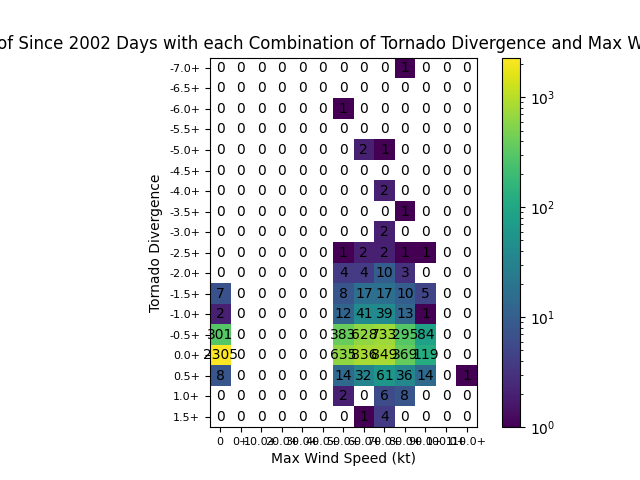 of Since 2002 Days with each Combination of Tornado Divergence and Max W
-7.0+ 0 0 0 0 0 0 0 0 0 1 0 0 0
-6.5+ 0 0 0 0 0 0 0 0 0 0 0 0 0
-6.0+ 0 0 0 0 0 0 1 0 0 0 0 0 0
-5.5+ 0 0 0 0 0 0 0 0 0 0 0 0 0
-5.0+ 0 0 0 0 0 0 0 2 1 0 0 0 0
-4.5+ 0 0 0 0 0 0 0 0 0 0 0 0 0
-4.0+ 0 0 0 0 0 0 0 0 2 0 0 0 0
-3.5+ 0 0 0 0 0 0 0 0 0 1 0 0 0
-3.0+ 0 0 0 0 0 0 0 0 2 0 0 0 0
-2.5+ 0 0 0 0 0 0 1 2 2 1 1 0 0
-2.0+ 0 0 0 0 0 0 4 4 10 3 0 0 0
-1.5+ 7 0 0 0 0 0 8 17 17 10 5 0 0
-1.0+ 2 0 0 0 0 0 12 41 39 13 1 0 0
-0.5+ 301 0 0 0 0 0 383 628 733 295 84 0 0
0.0+ 2305 0 0 0 0 0 635 836 849 369 119 0 0
0.5+ 8 0 0 0 0 0 14 32 61 36 14 0 1
1.0+ 0 0 0 0 0 0 2 0 6 8 0 0 0
1.5+ 0 0 0 0 0 0 0 1 4 0 0 0 0
0 0+ 10.0+ 20.0+ 30.0+ 40.0+ 50.0+ 60.0+ 70.0+ 80.0+ 90.0+ 100.0+ 110.0+
Max Wind Speed (kt)
Tornado Divergence
10³
10²
10¹
10⁰